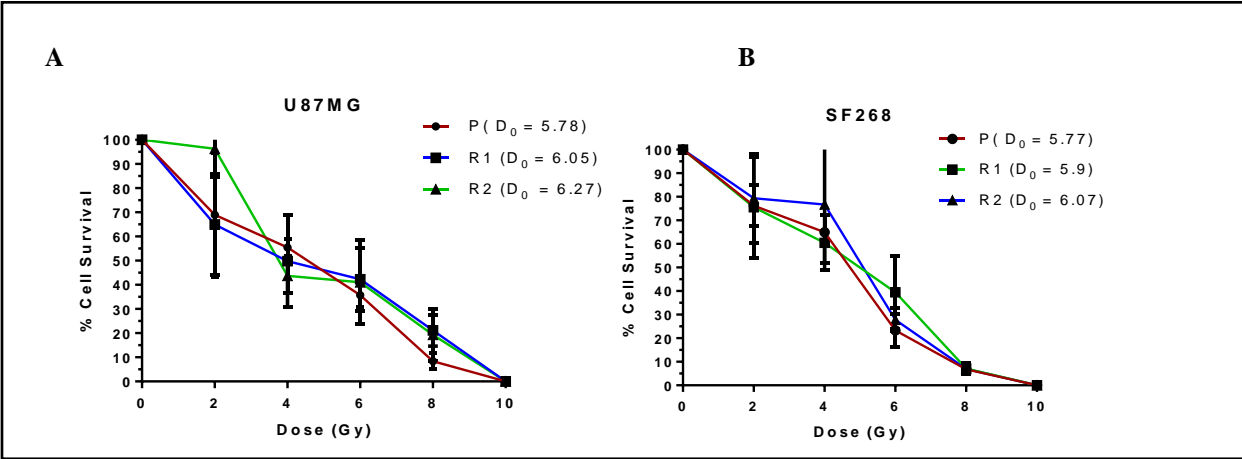 A
B
U87MG
P ( D0 = 5.78)
R1 (D0 = 6.05)
R2 (D0 = 6.27)
100
90
80
70
60
50
40
30
20
10
0
% Cell Survival
0 2 4 6 8 10
Dose (Gy)
SF268
P ( D0 = 5.77)
R1 (D0 = 5.9)
R2 (D0 = 6.07)
100
90
80
70
60
50
40
30
20
10
0
% Cell Survival
0 2 4 6 8 10
Dose (Gy)